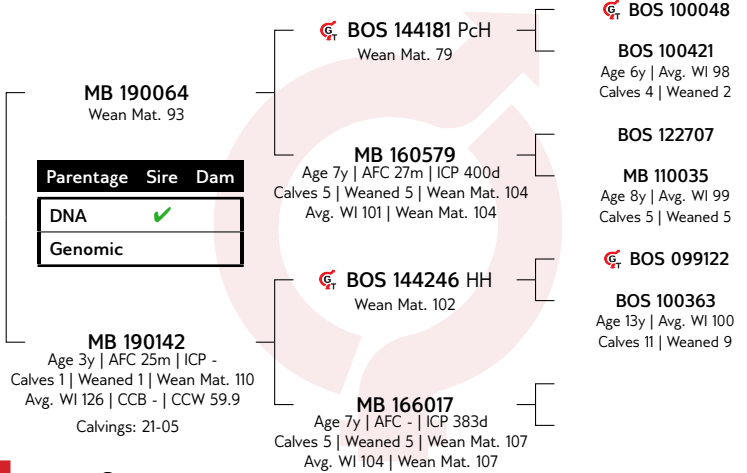 MB 190064
Wean Mat. 93
Parentage Sire Dam
DNA ✔
Genomic
MB 190142
Age 3y | AFC 25m | ICP -
Calves 1 | Weaned 1 | Wean Mat. 110
Avg. WI 126 | CCB - | CCW 59.9
Calvings: 21-05
GT BOS 144181 PcH
Wean Mat. 79
MB 160579
Age 7y | AFC 27m | ICP 400d
Calves 5 | Weaned 5 | Wean Mat. 104
Avg. WI 101 | Wean Mat. 104
GT BOS 144246 HH
Wean Mat. 102
MB 166017
Age 7y | AFC - | ICP 383d
Calves 5 | Weaned 5 | Wean Mat. 107
Avg. WI 104 | Wean Mat. 107
GT BOS 100048
BOS 100421
Age 6y | Avg. WI 98
Calves 4 | Weaned 2
BOS 122707
MB 110035
Age 8y | Avg. WI 99
Calves 5 | Weaned 5
GT BOS 099122
BOS 100363
Age 13y | Avg. WI 100
Calves 11 | Weaned 9